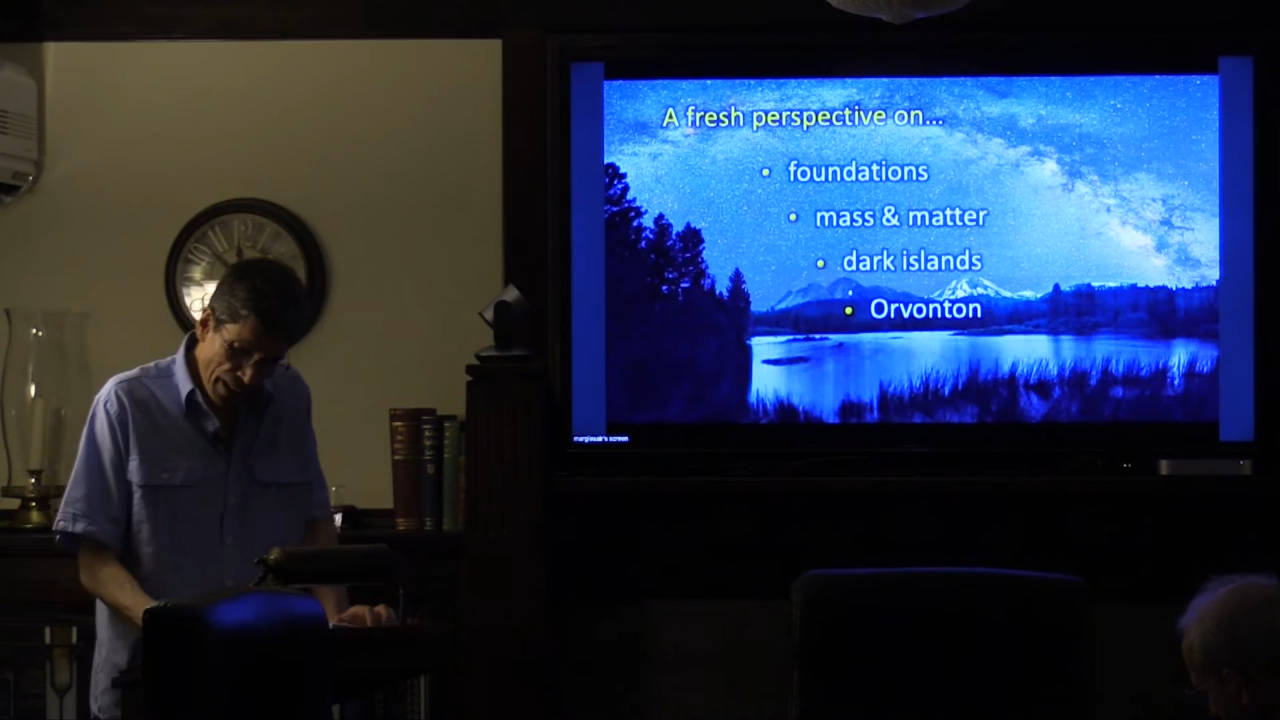 A fresh perspective on...
• foundations
• mass & matter
• dark islands
• Orvonton